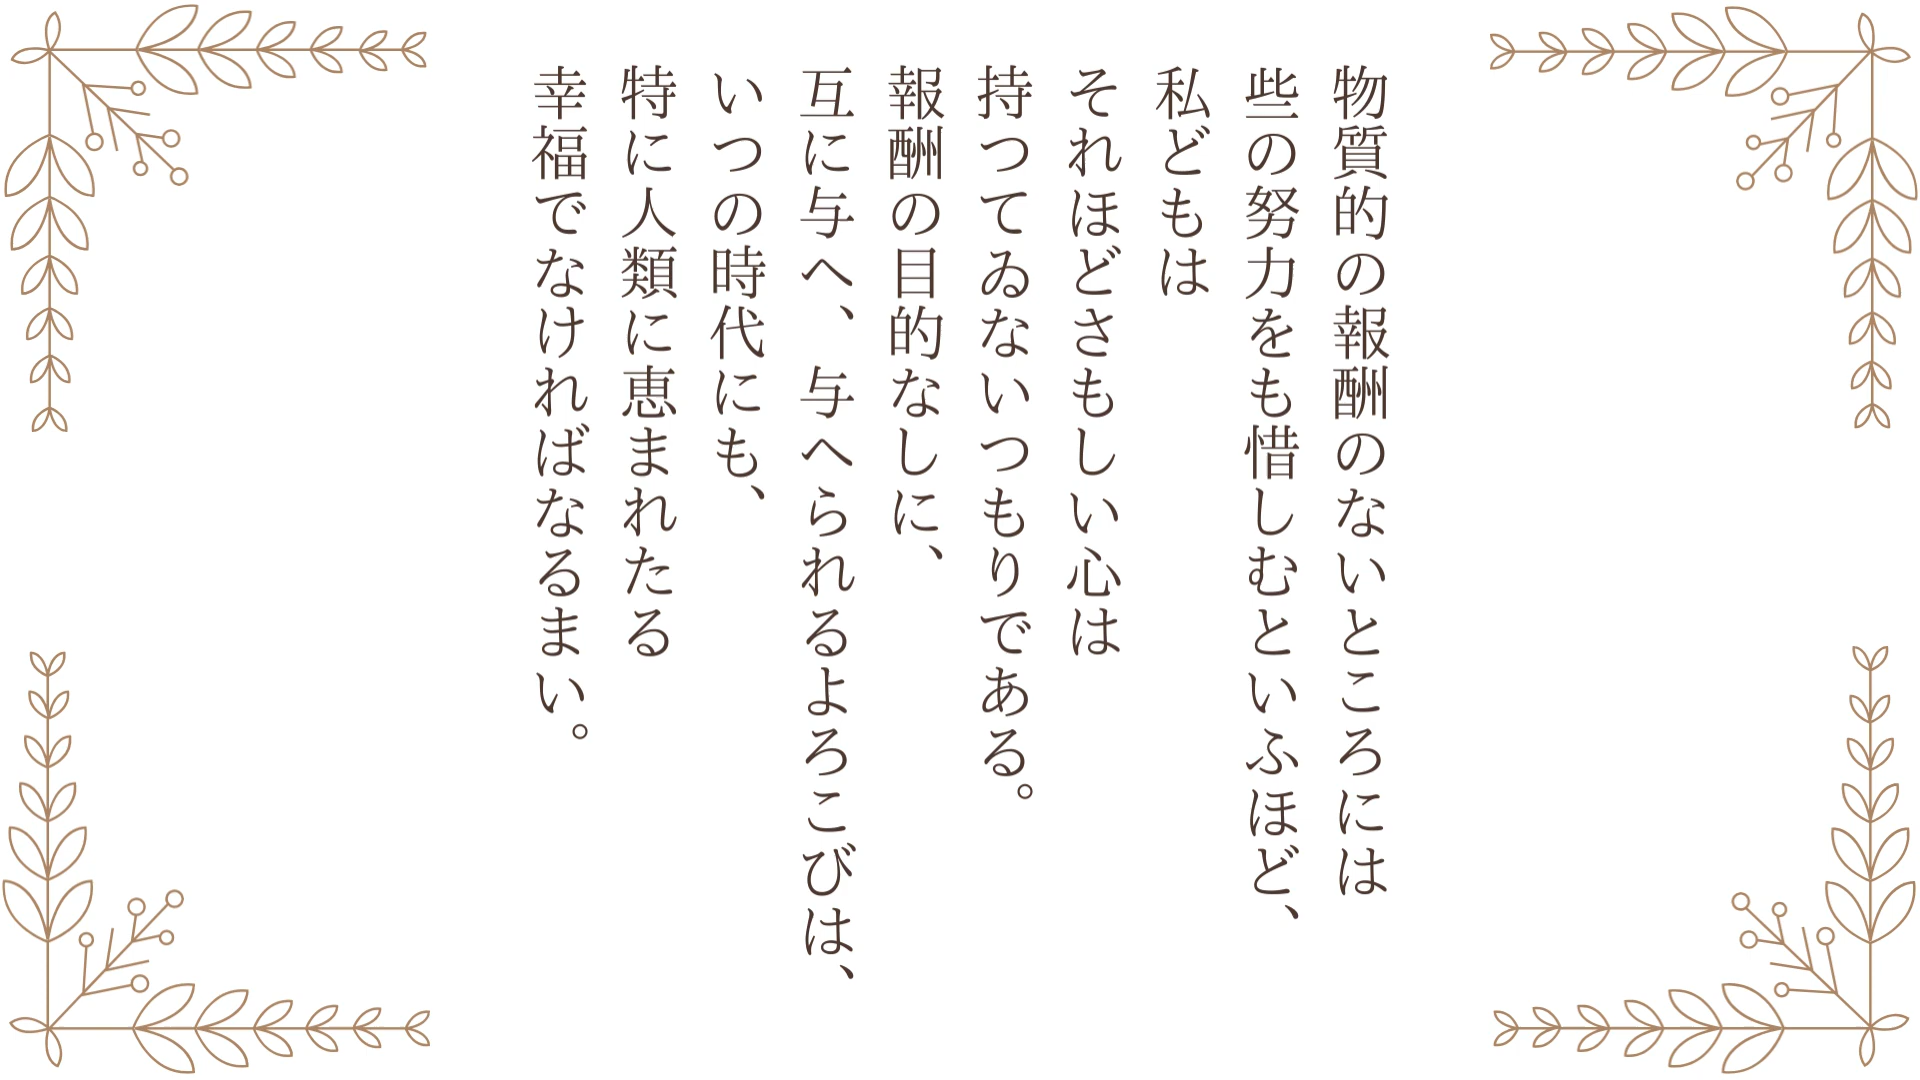 物質的の報酬のないところには
些の努力をも惜しむといふほど、
私どもは
それほどさもしい心は
持つてゐないつもりである。
報酬の目的なしに、
互に与へ、与へられるよろこびは、
いつの時代にも、
特に人類に恵まれたる
幸福でなければなるまい。